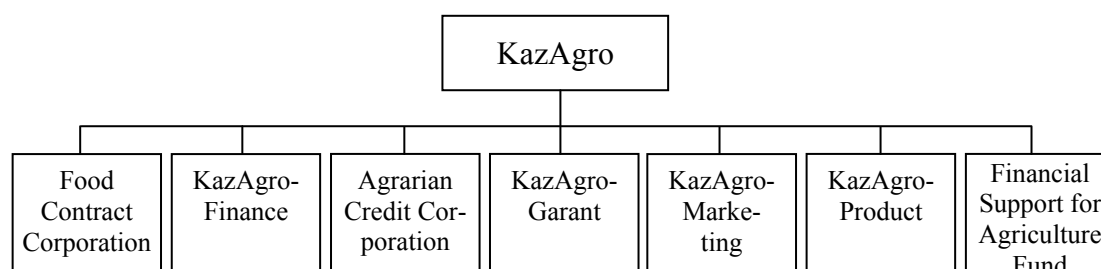 KazAgro
Food
Contract
Corporation
KazAgro-
Finance
Agrarian
Credit Cor-
poration
KazAgro-
Garant
KazAgro-
Marke-
ting
KazAgro-
Product
Financial
Support for
Agriculture
Fund